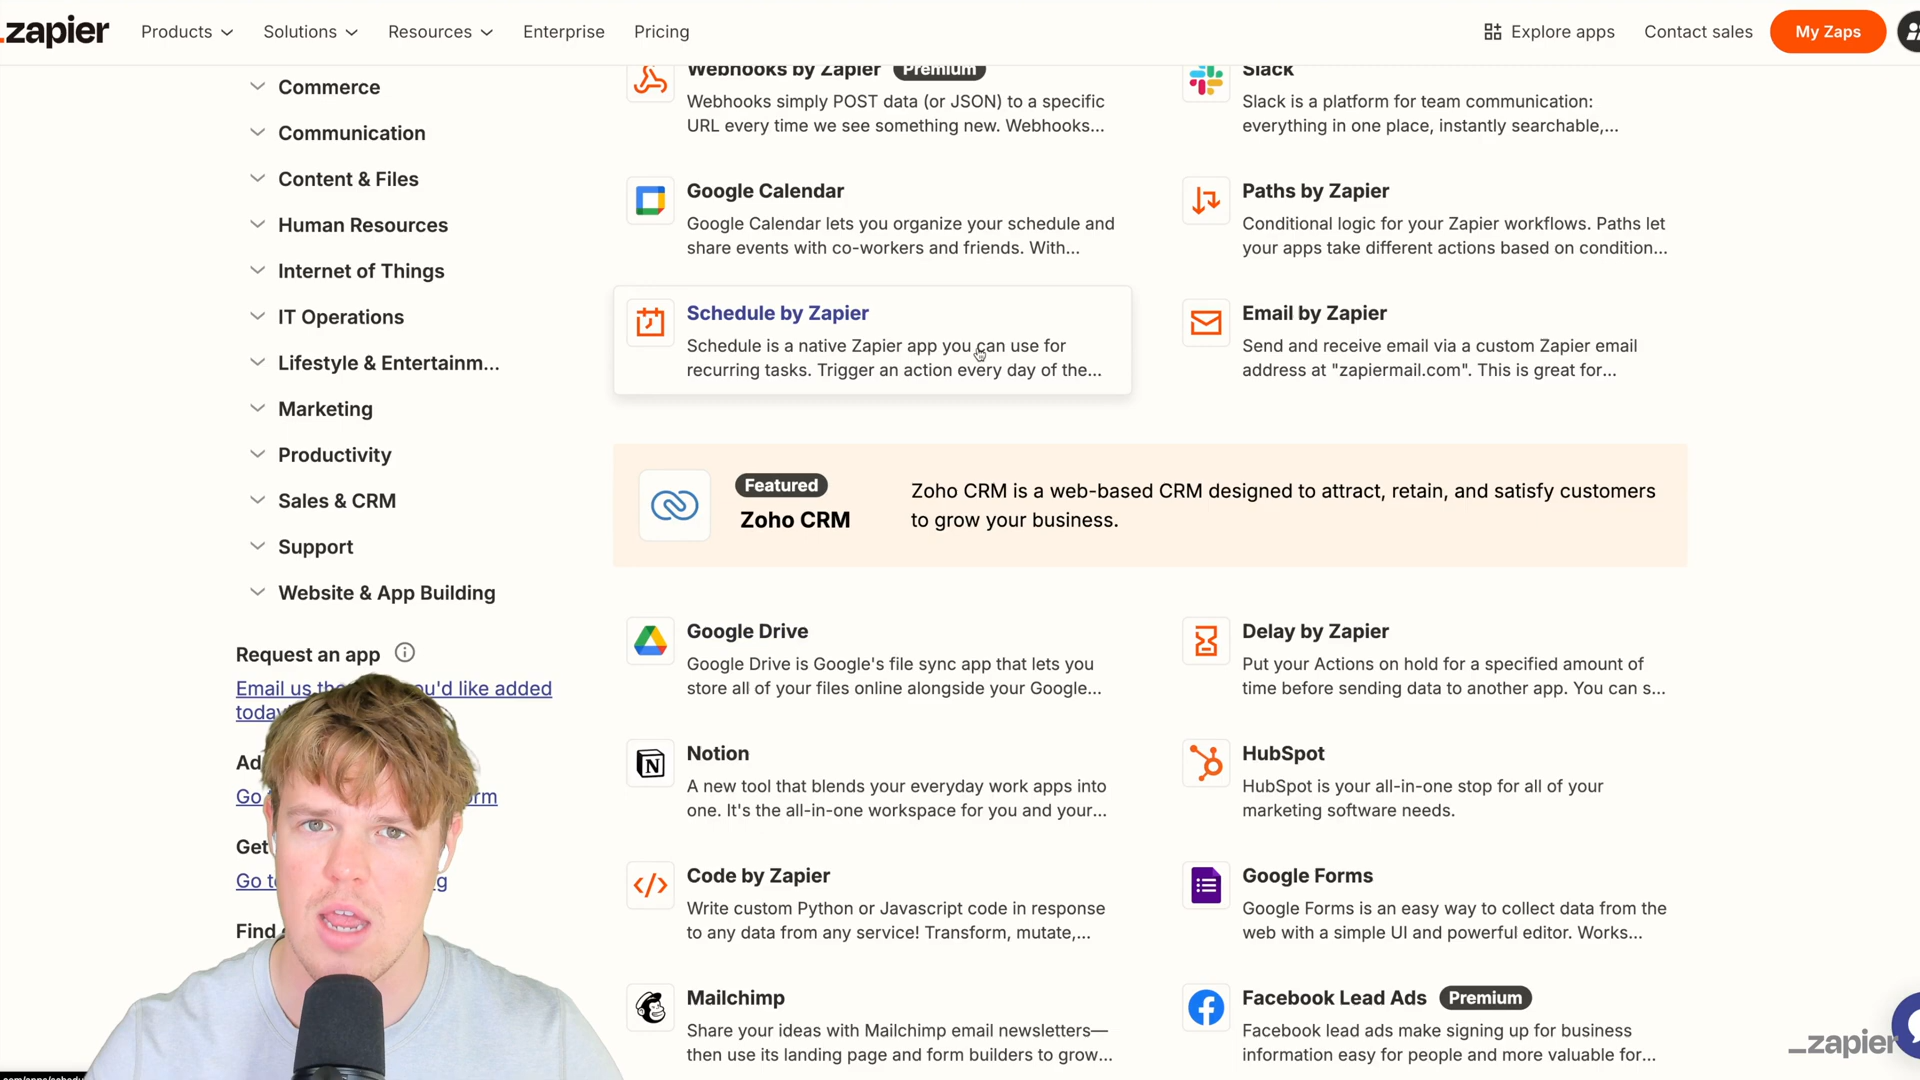 zapier
Products
Solutions
Resources
Enterprise
Pricing
Explore apps
Contact sales
My Zaps
Commerce
Communication
Content & Files
Human Resources
Internet of Things
IT Operations
Lifestyle & Entertainm...
Marketing
Productivity
Sales & CRM
Support
Website & App Building
Request an app
Email us the you'd like added
today
Ad
Go rm
Get
Go to g
Find
Webhooks by Zapier Premium
Webhooks simply POST data (or JSON) to a specific
URL every time we see something new. Webhooks...
Slack
Slack is a platform for team communication:
everything in one place, instantly searchable,...
Google Calendar
Google Calendar lets you organize your schedule and
share events with co-workers and friends. With...
Paths by Zapier
Conditional logic for your Zapier workflows. Paths let
your apps take different actions based on condition...
Schedule by Zapier
Schedule is a native Zapier app you can use for
recurring tasks. Trigger an action every day of the...
Email by Zapier
Send and receive email via a custom Zapier email
address at "zapiermail.com". This is great for...
Featured
Zoho CRM
Zoho CRM is a web-based CRM designed to attract, retain, and satisfy customers
to grow your business.
Google Drive
Google Drive is Google's file sync app that lets you
store all of your files online alongside your Google...
Delay by Zapier
Put your Actions on hold for a specified amount of
time before sending data to another app. You can s...
Notion
A new tool that blends your everyday work apps into
one. It's the all-in-one workspace for you and your...
HubSpot
HubSpot is your all-in-one stop for all of your
marketing software needs.
Code by Zapier
Write custom Python or Javascript code in response
to any data from any service! Transform, mutate,...
Google Forms
Google Forms is an easy way to collect data from the
web with a simple UI and powerful editor. Works...
Mailchimp
Share your ideas with Mailchimp email newsletters—
then use its landing page and form builders to grow...
Facebook Lead Ads Premium
Facebook lead ads make signing up for business
information easy for people and more valuable for...
_zapier